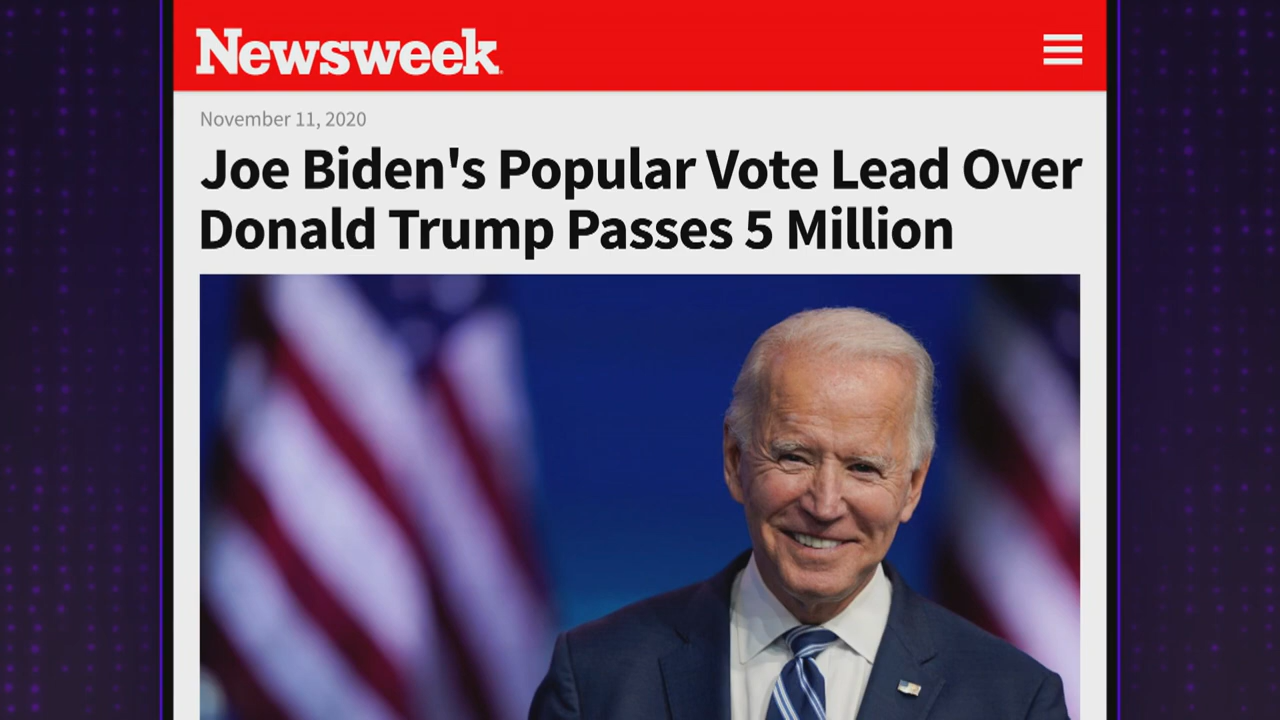 Newsweek
November 11, 2020
Joe Biden's Popular Vote Lead Over
Donald Trump Passes 5 Million